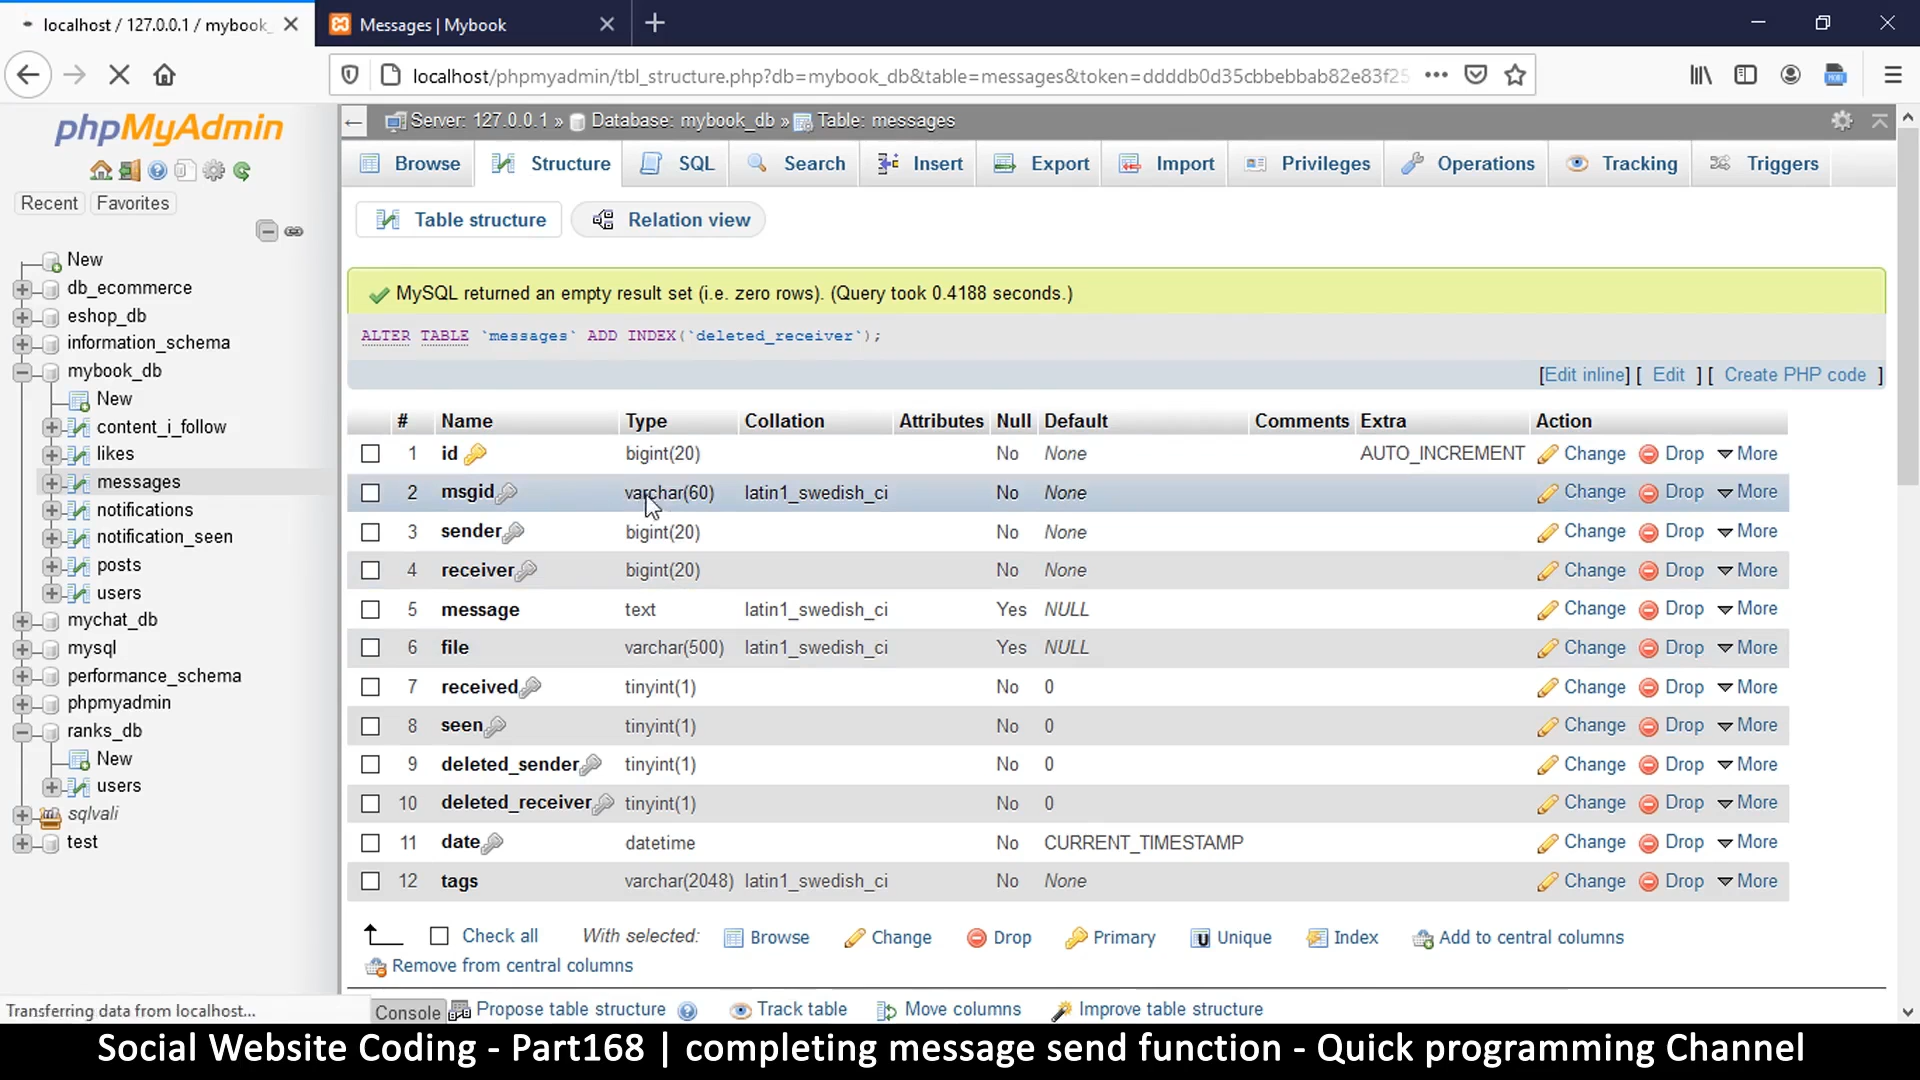 localhost / 127.0.0.1 / mybook_
Messages | Mybook
localhost/phpmyadmin/tbl_structure.php?db=mybook_db&table=messages&token=ddddb0d35cbbebbab82e83f25
phpMyAdmin
Recent
Favorites
New
db_ecommerce
eshop_db
information_schema
mybook_db
New
content_i_follow
likes
messages
notifications
notification_seen
posts
users
mychat_db
mysql
performance_schema
phpmyadmin
ranks_db
New
users
sqlvali
test
Server: 127.0.0.1 » Database: mybook_db » Table: messages
Browse Structure SQL Search Insert Export Import Privileges Operations Tracking Triggers
Table structure Relation view
MySQL returned an empty result set (i.e. zero rows). (Query took 0.4188 seconds.)
ALTER TABLE `messages` ADD INDEX(`deleted_receiver`);
[Edit inline] [ Edit ] [ Create PHP code ]
# Name Type Collation Attributes Null Default Comments Extra Action
1 id bigint(20) No None AUTO_INCREMENT Change Drop More
2 msgid varchar(60) latin1_swedish_ci No None Change Drop More
3 sender bigint(20) No None Change Drop More
4 receiver bigint(20) No None Change Drop More
5 message text latin1_swedish_ci Yes NULL Change Drop More
6 file varchar(500) latin1_swedish_ci Yes NULL Change Drop More
7 received tinyint(1) No 0 Change Drop More
8 seen tinyint(1) No 0 Change Drop More
9 deleted_sender tinyint(1) No 0 Change Drop More
10 deleted_receiver tinyint(1) No 0 Change Drop More
11 date datetime No CURRENT_TIMESTAMP Change Drop More
12 tags varchar(2048) latin1_swedish_ci No None Change Drop More
Check all With selected: Browse Change Drop Primary Unique Index Add to central columns
Remove from central columns
Transferring data from localhost...
Console Propose table structure Track table Move columns Improve table structure
Social Website Coding - Part168 | completing message send function - Quick programming Channel